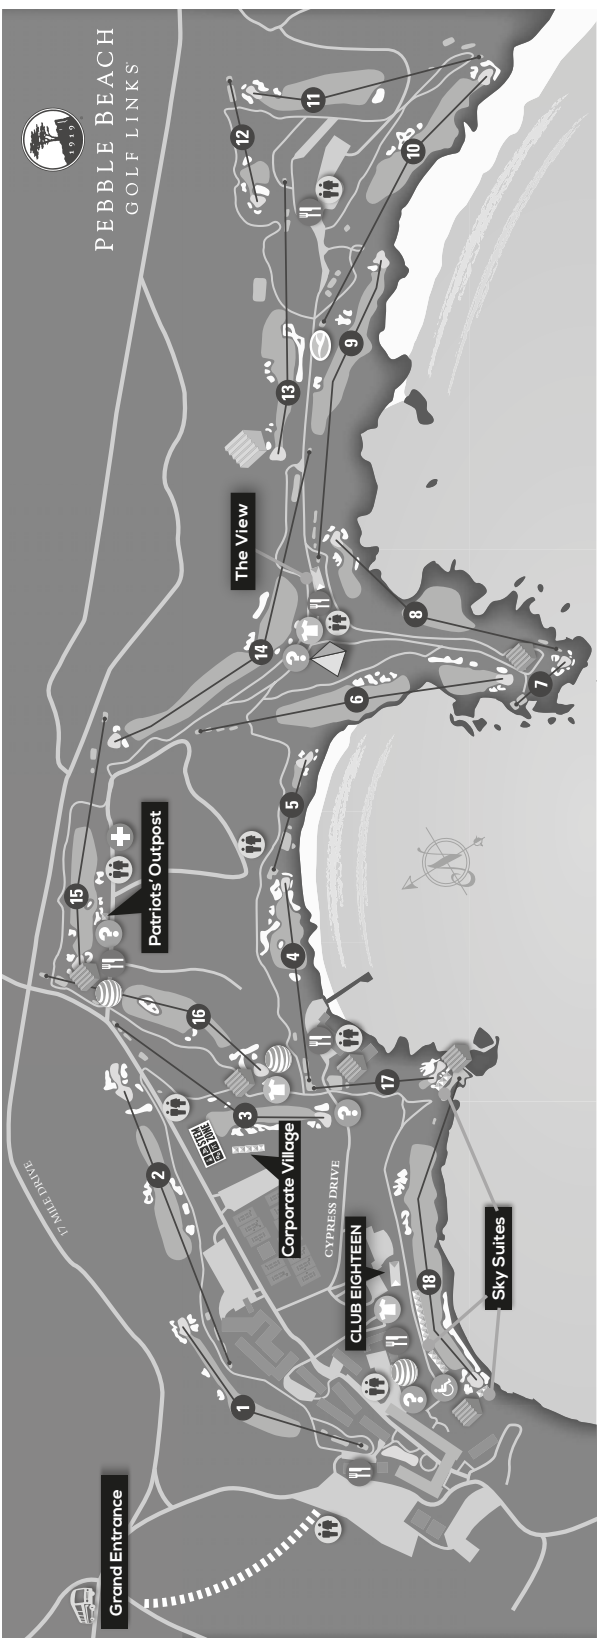 1919
PEBBLE BEACH
GOLF LINKS®
11
12
10
9
13
The View
8
14
6
7
5
15
Patriots' Outpost
4
16
N
17
3
STEM
ZONE
2
Corporate Village
17 MILE DRIVE
CYPRESS DRIVE
CLUB EIGHTEEN
Sky Suites
18
1
Grand Entrance
?
?
?
?